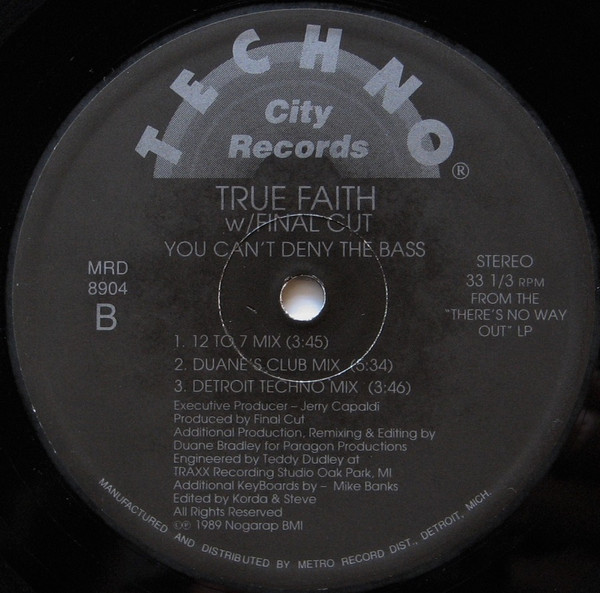 TECHNO
City
Records
®
TRUE FAITH
w/FINAL CUT
YOU CAN'T DENY THE BASS
MRD
8904
B
STEREO
33 1/3 RPM
FROM THE
"THERE'S NO WAY
OUT" LP
1. 12 TO 7 MIX (3:45)
2. DUANE'S CLUB MIX (5:34)
3. DETROIT TECHNO MIX (3:46)
Executive Producer – Jerry Capaldi
Produced by Final Cut
Additional Production, Remixing & Editing by
Duane Bradley for Paragon Productions
Engineered by Teddy Dudley at
TRAXX Recording Studio Oak Park, MI
Additional KeyBoards by – Mike Banks
Edited by Korda & Steve
All Rights Reserved
©℗ 1989 Nogarap BMI
MANUFACTURED AND DISTRIBUTED BY METRO RECORD DIST., DETROIT, MICH.